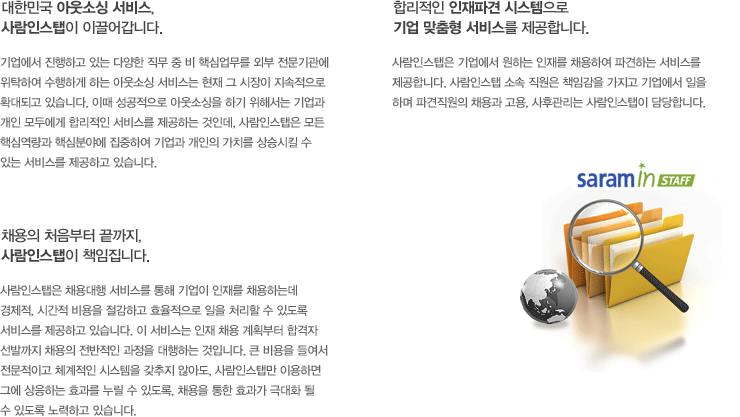 대한민국 아웃소싱 서비스,
사람인스탭이 이끌어갑니다.
기업에서 진행하고 있는 다양한 직무 중 비 핵심업무를 외부 전문기관에
위탁하여 수행하게 하는 아웃소싱 서비스는 현재 그 시장이 지속적으로
확대되고 있습니다. 이때 성공적으로 아웃소싱을 하기 위해서는 기업과
개인 모두에게 합리적인 서비스를 제공하는 것인데, 사람인스탭은 모든
핵심역량과 핵심분야에 집중하여 기업과 개인의 가치를 상승시킬 수
있는 서비스를 제공하고 있습니다.
합리적인 인재파견 시스템으로
기업 맞춤형 서비스를 제공합니다.
사람인스탭은 기업에서 원하는 인재를 채용하여 파견하는 서비스를
제공합니다. 사람인스탭 소속 직원은 책임감을 가지고 기업에서 일을
하며 파견직원의 채용과 고용, 사후관리는 사람인스탭이 담당합니다.
saramin STAFF
채용의 처음부터 끝까지,
사람인스탭이 책임집니다.
사람인스탭은 채용대행 서비스를 통해 기업이 인재를 채용하는데
경제적, 시간적 비용을 절감하고 효율적으로 일을 처리할 수 있도록
서비스를 제공하고 있습니다. 이 서비스는 인재 채용 계획부터 합격자
선발까지 채용의 전반적인 과정을 대행하는 것입니다. 큰 비용을 들여서
전문적이고 체계적인 시스템을 갖추지 않아도, 사람인스탭만 이용하면
그에 상응하는 효과를 누릴 수 있도록, 채용을 통한 효과가 극대화 될
수 있도록 노력하고 있습니다.